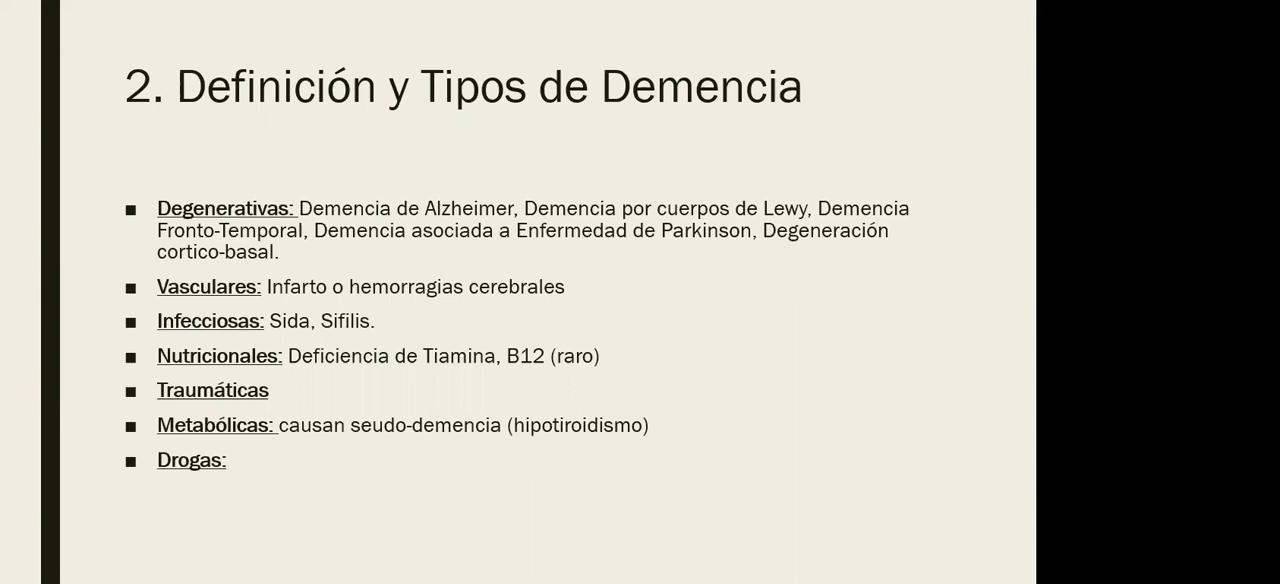 2. Definición y Tipos de Demencia
■ Degenerativas: Demencia de Alzheimer, Demencia por cuerpos de Lewy, Demencia
Fronto-Temporal, Demencia asociada a Enfermedad de Parkinson, Degeneración
cortico-basal.
■ Vasculares: Infarto o hemorragias cerebrales
■ Infecciosas: Sida, Sifilis.
■ Nutricionales: Deficiencia de Tiamina, B12 (raro)
■ Traumáticas
■ Metabólicas: causan seudo-demencia (hipotiroidismo)
■ Drogas: